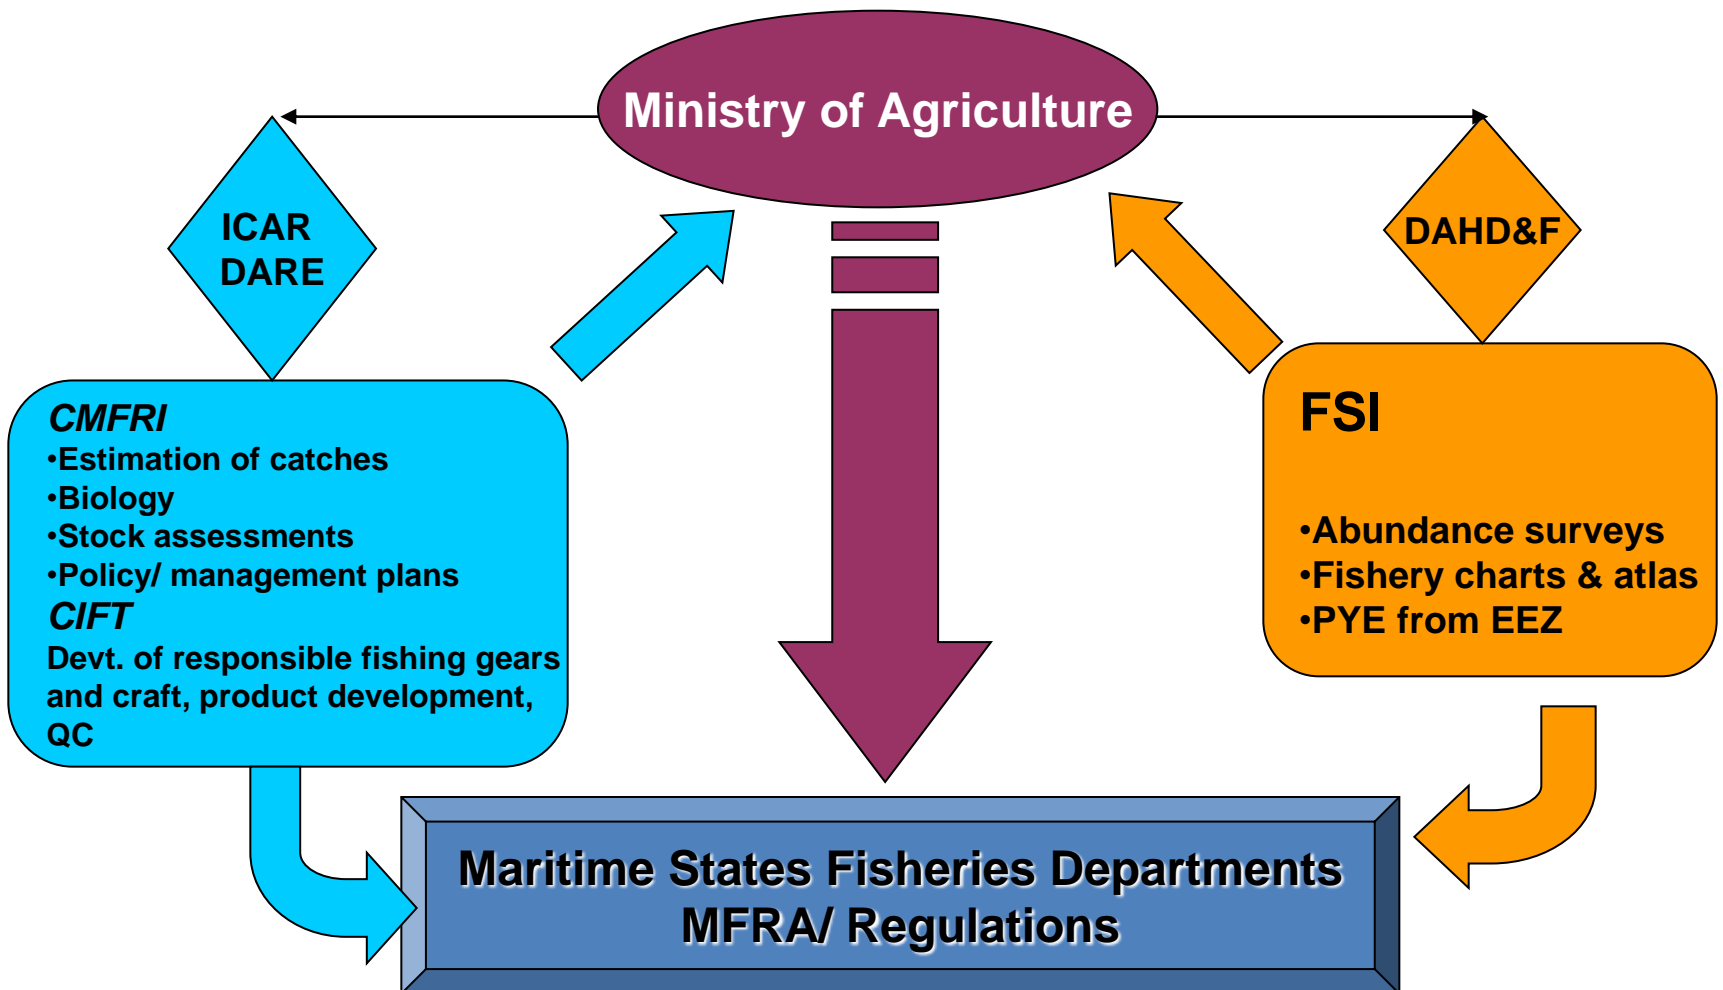 Ministry of Agriculture
ICAR
DARE
DAHD&F
CMFRI
•Estimation of catches
•Biology
•Stock assessments
•Policy/ management plans
CIFT
Devt. of responsible fishing gears
and craft, product development,
QC
FSI
•Abundance surveys
•Fishery charts & atlas
•PYE from EEZ
Maritime States Fisheries Departments
MFRA/ Regulations